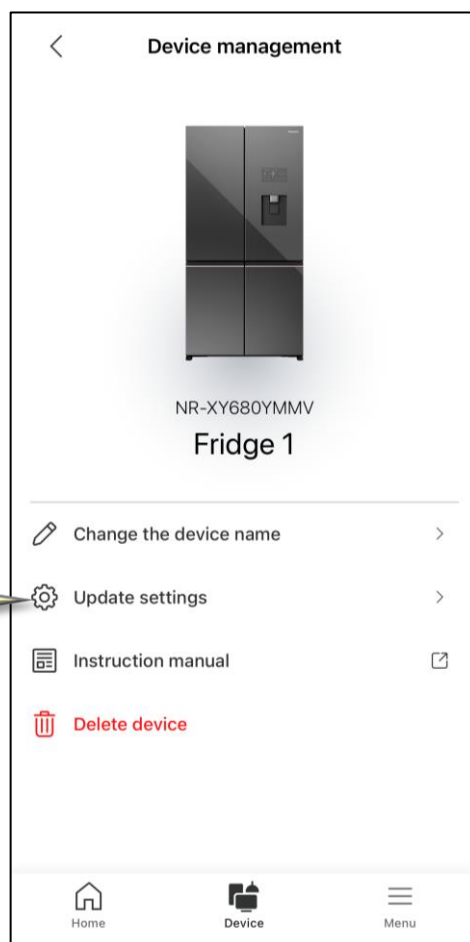 Device management
NR-XY680YMMV
Fridge 1
Change the device name
Update settings
Instruction manual
Delete device
Home
Device
Menu